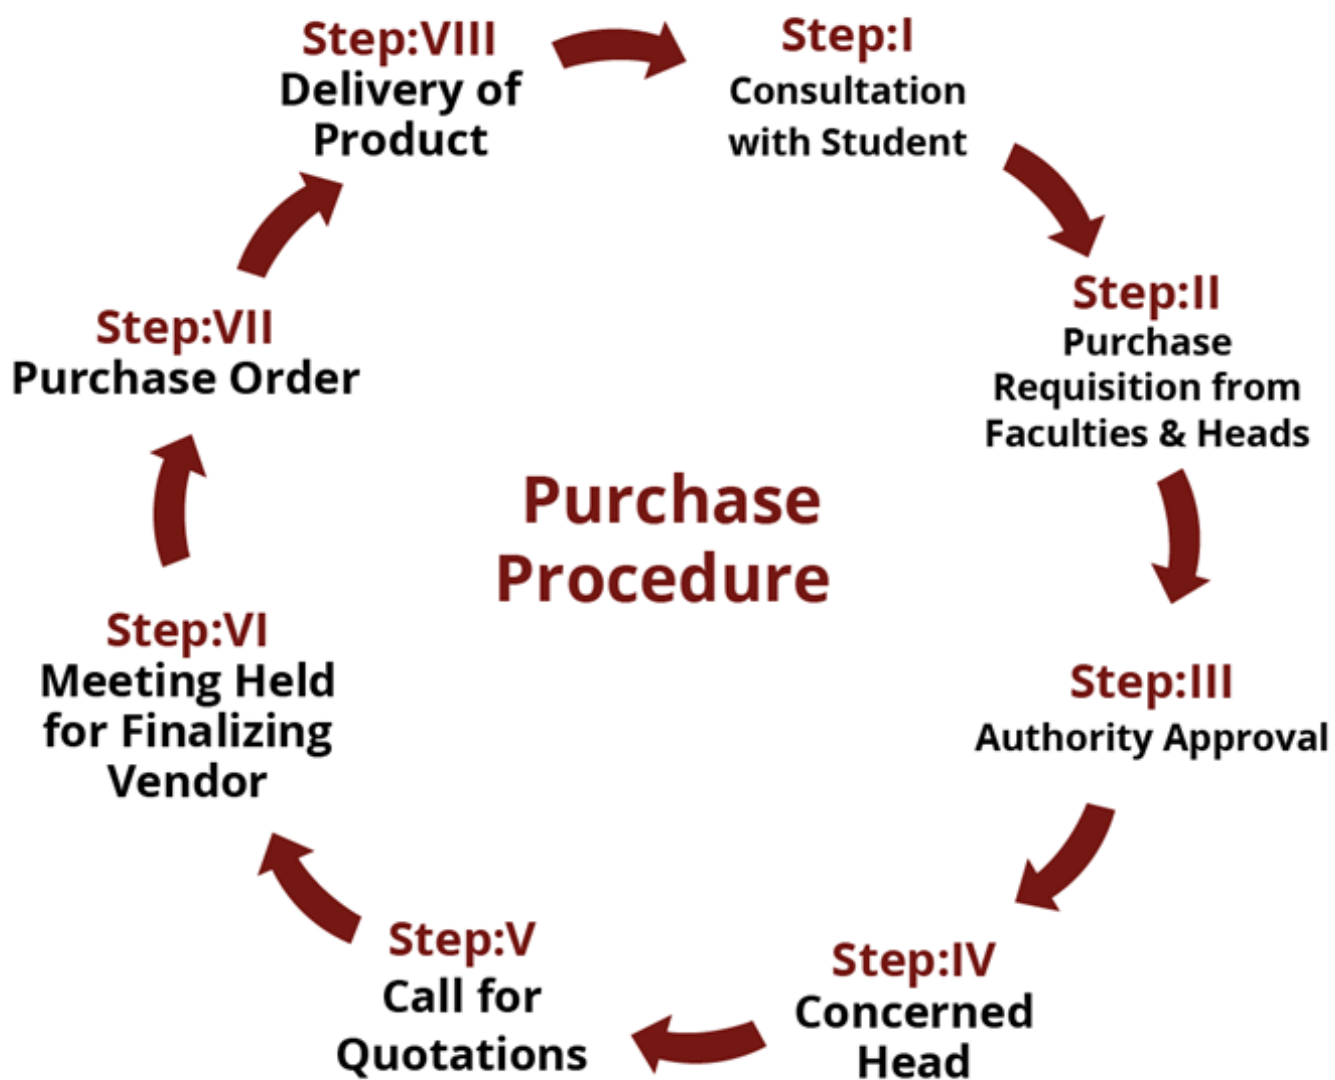 Step:I
Consultation
with Student
Step:II
Purchase
Requisition from
Faculties & Heads
Step:III
Authority Approval
Step:IV
Concerned
Head
Step:V
Call for
Quotations
Step:VI
Meeting Held
for Finalizing
Vendor
Step:VII
Purchase Order
Step:VIII
Delivery of
Product
Purchase
Procedure